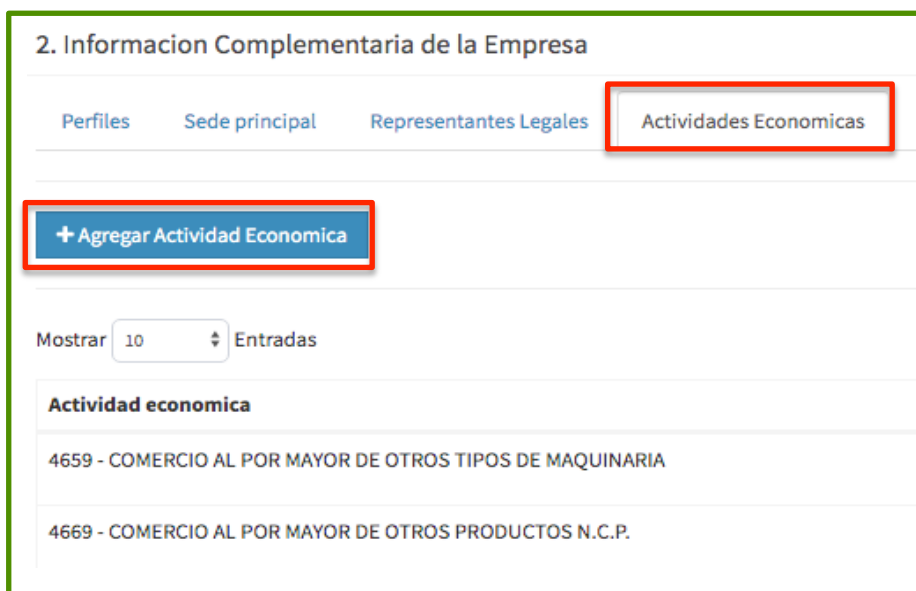 2. Informacion Complementaria de la Empresa
Perfiles Sede principal Representantes Legales Actividades Economicas
+ Agregar Actividad Economica
Mostrar 10 Entradas
Actividad economica
4659 - COMERCIO AL POR MAYOR DE OTROS TIPOS DE MAQUINARIA
4669 - COMERCIO AL POR MAYOR DE OTROS PRODUCTOS N.C.P.